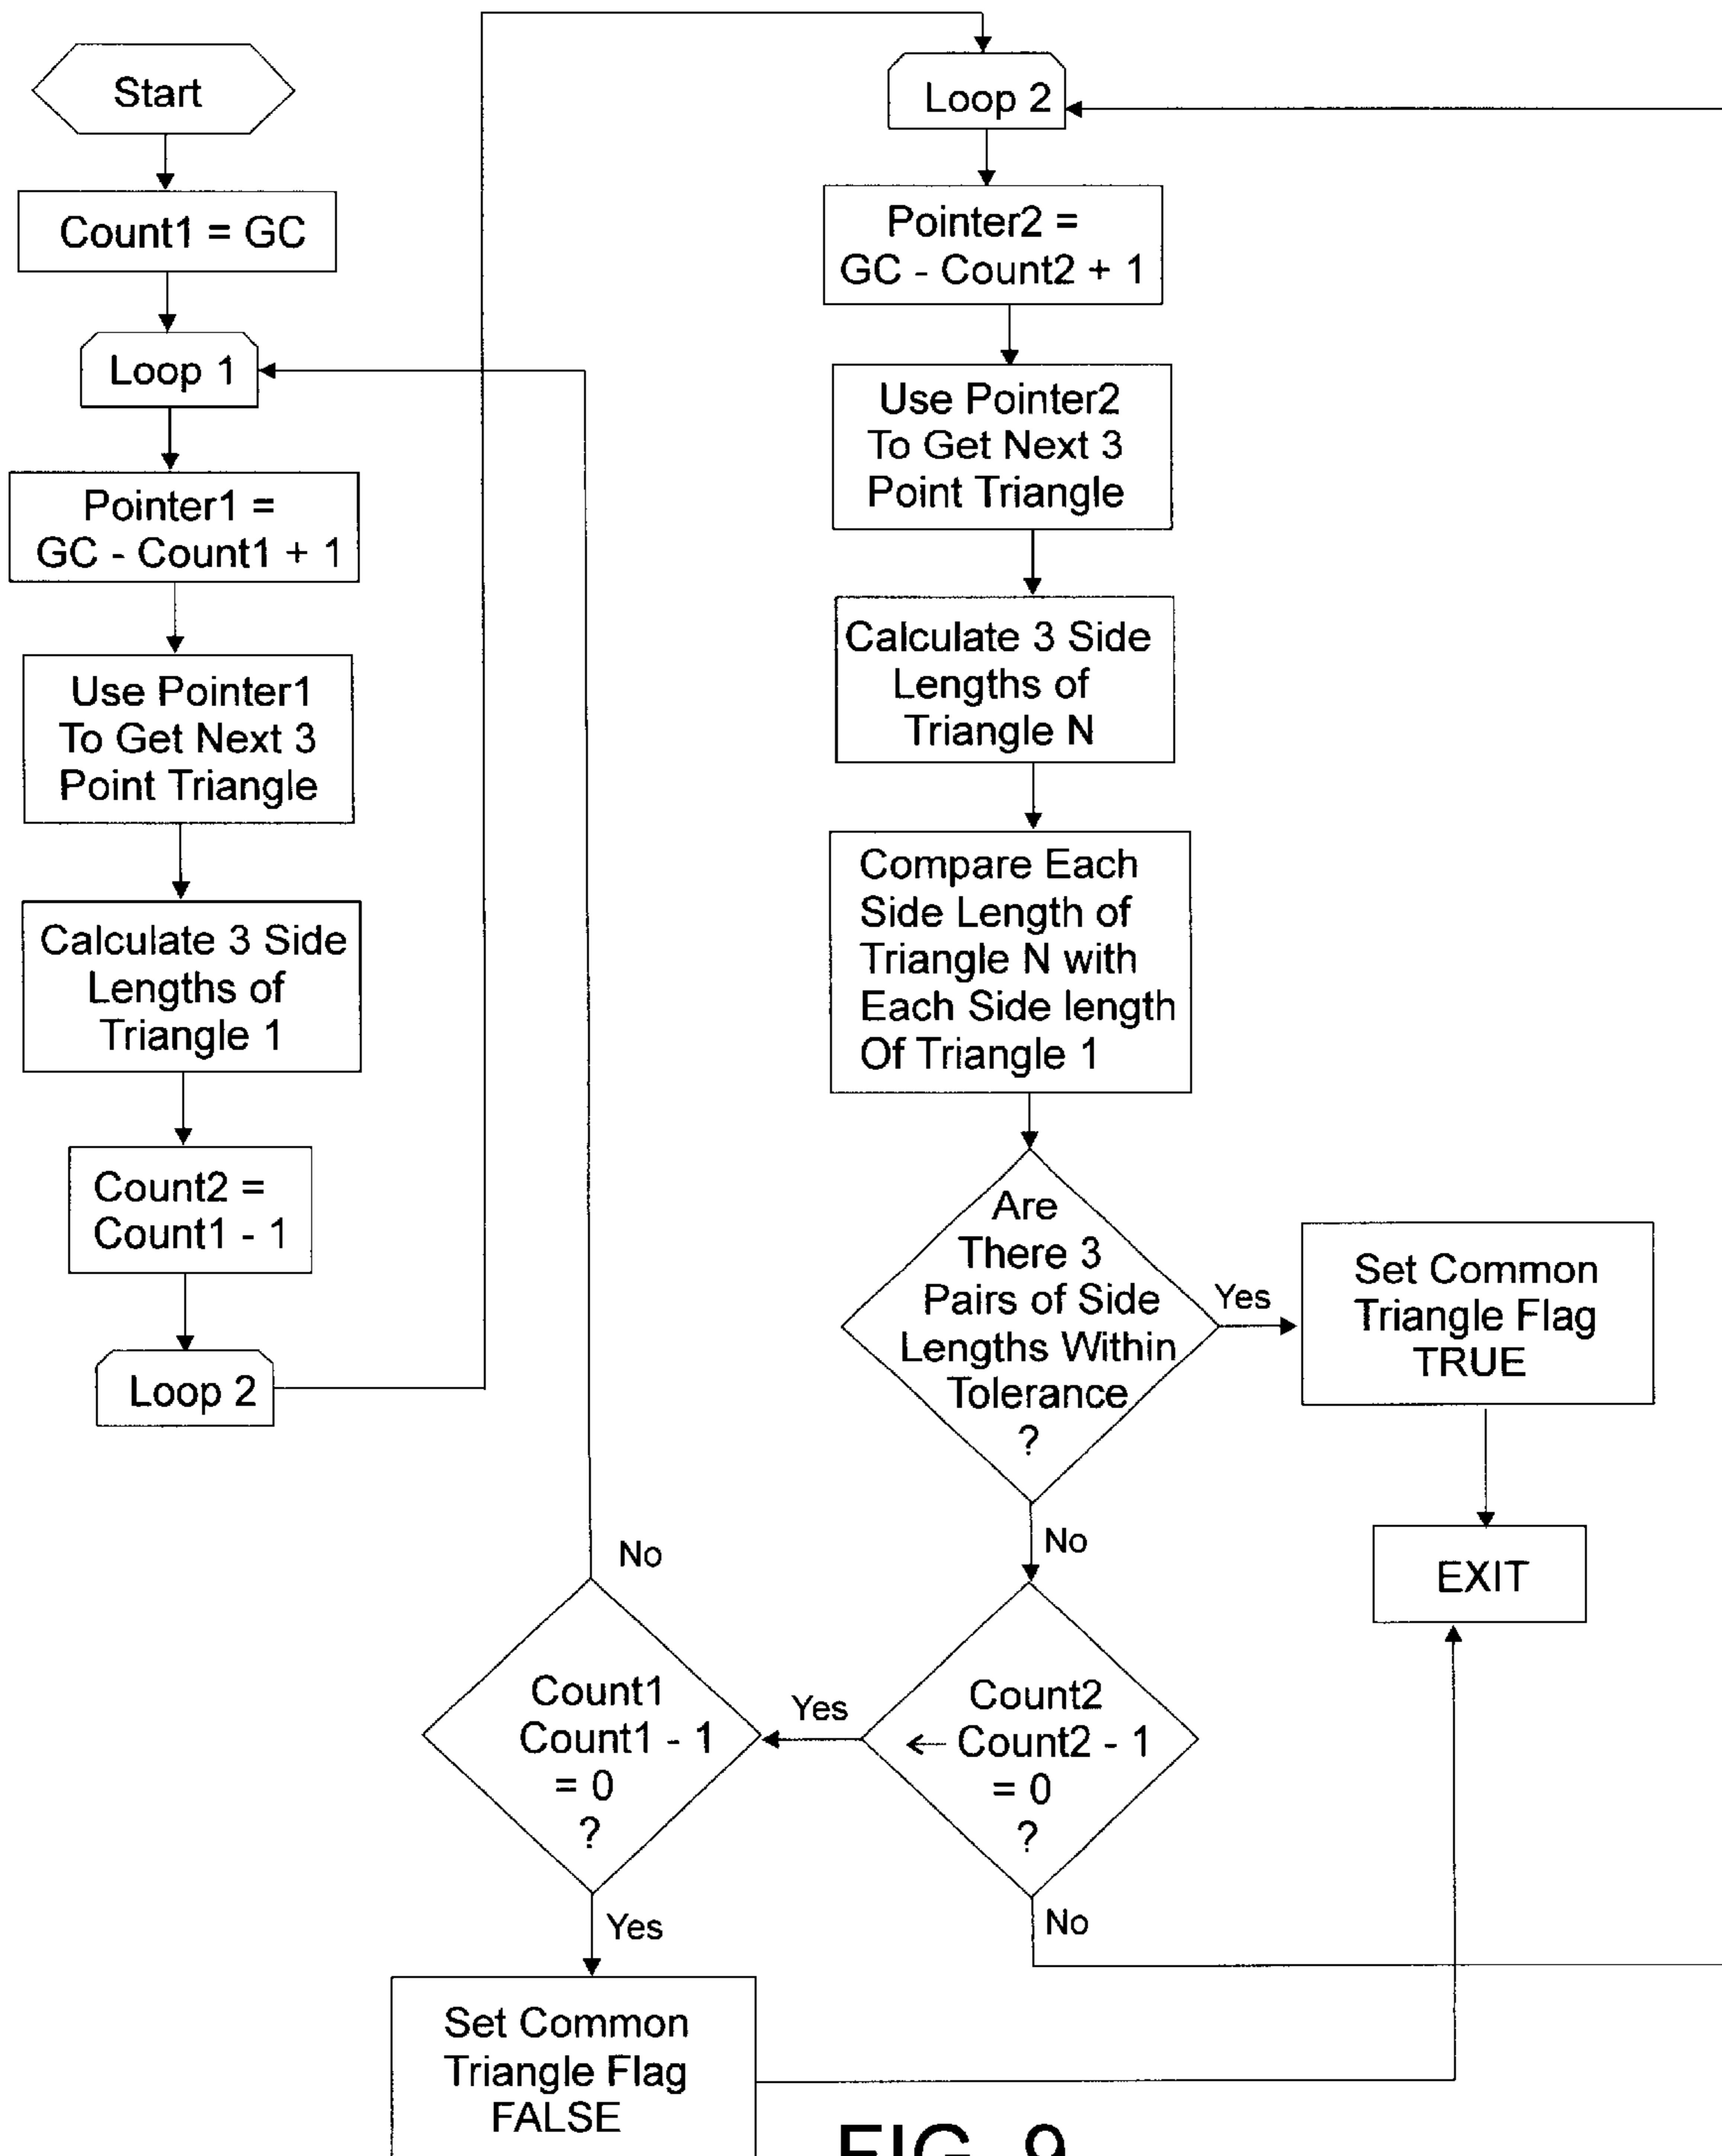 Start
Count1 = GC
Loop 1
Pointer1 =
GC - Count1 + 1
Use Pointer1
To Get Next 3
Point Triangle
Calculate 3 Side
Lengths of
Triangle 1
Count2 =
Count1 - 1
Loop 2
Loop 2
Pointer2 =
GC - Count2 + 1
Use Pointer2
To Get Next 3
Point Triangle
Calculate 3 Side
Lengths of
Triangle N
Compare Each
Side Length of
Triangle N with
Each Side length
Of Triangle 1
Are
There 3
Pairs of Side
Lengths Within
Tolerance
?
Yes
Set Common
Triangle Flag
TRUE
EXIT
No
Count2
← Count2 - 1
= 0
?
Yes
No
No
Count1
Count1 - 1
= 0
?
Yes
Set Common
Triangle Flag
FALSE
FIG. 9